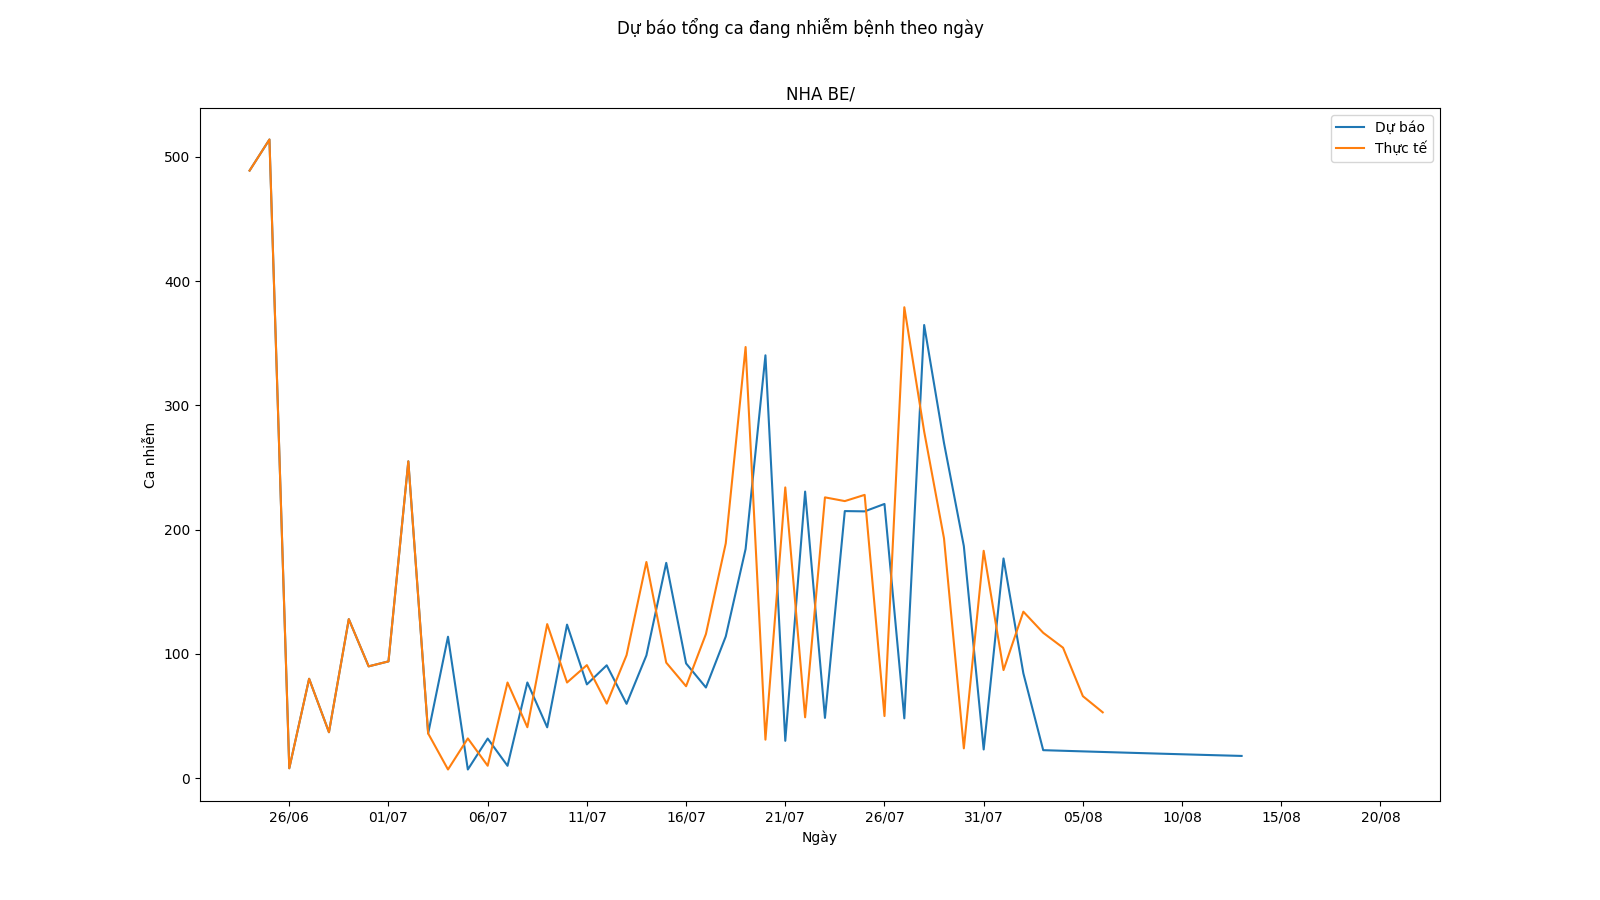 Dự báo tổng ca đang nhiễm bệnh theo ngày
NHA BE/
Dự báo
Thực tế
500
400
300
200
100
0
Ca nhiễm
26/06 01/07 06/07 11/07 16/07 21/07 26/07 31/07 05/08 10/08 15/08 20/08
Ngày